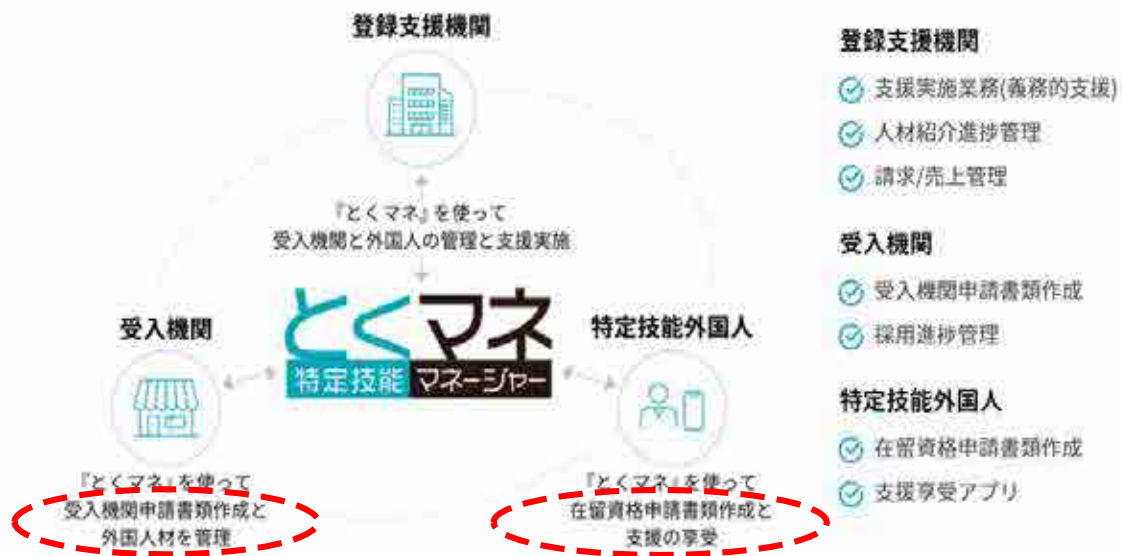 登録支援機関
『とくマネ』を使って
受入機関と外国人の管理と支援実施
とくマネ
特定技能 マネージャー
受入機関
『とくマネ』を使って
受入機関申請書類作成と
外国人材を管理
特定技能外国人
『とくマネ』を使って
在留資格申請書類作成と
支援の享受
登録支援機関
支援実施業務(義務的支援)
人材紹介進捗管理
請求/売上管理
受入機関
受入機関申請書類作成
採用進捗管理
特定技能外国人
在留資格申請書類作成
支援享受アプリ